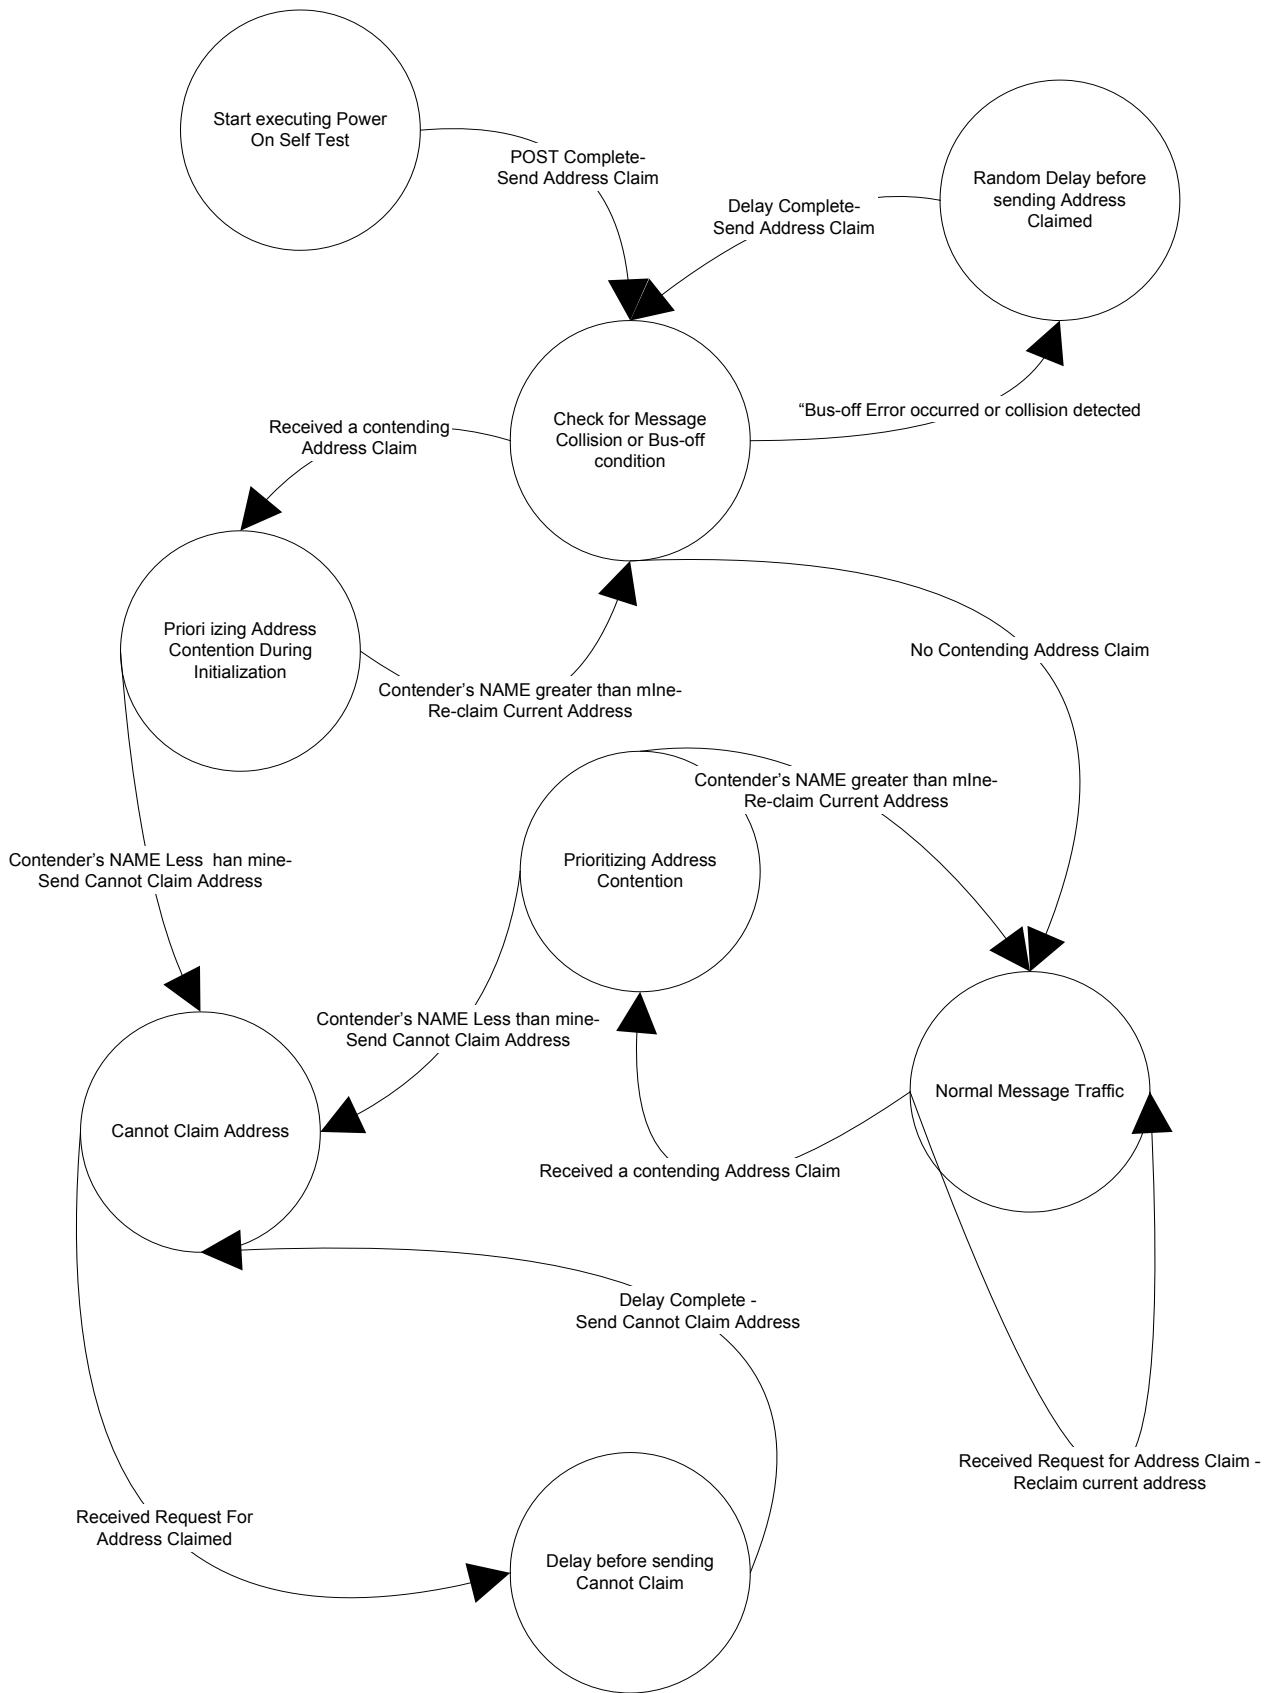 Start executing Power
On Self Test
POST Complete-
Send Address Claim
Random Delay before
sending Address
Claimed
Delay Complete-
Send Address Claim
“Bus-off Error occurred or collision detected
Check for Message
Collision or Bus-off
condition
Received a contending
Address Claim
Priori izing Address
Contention During
Initialization
No Contending Address Claim
Contender’s NAME greater than mIne-
Re-claim Current Address
Contender’s NAME greater than mIne-
Re-claim Current Address
Contender’s NAME Less  han mine-
Send Cannot Claim Address
Prioritizing Address
Contention
Contender’s NAME Less than mine-
Send Cannot Claim Address
Normal Message Traffic
Cannot Claim Address
Received a contending Address Claim
Delay Complete -
Send Cannot Claim Address
Received Request for Address Claim -
Reclaim current address
Received Request For
Address Claimed
Delay before sending
Cannot Claim